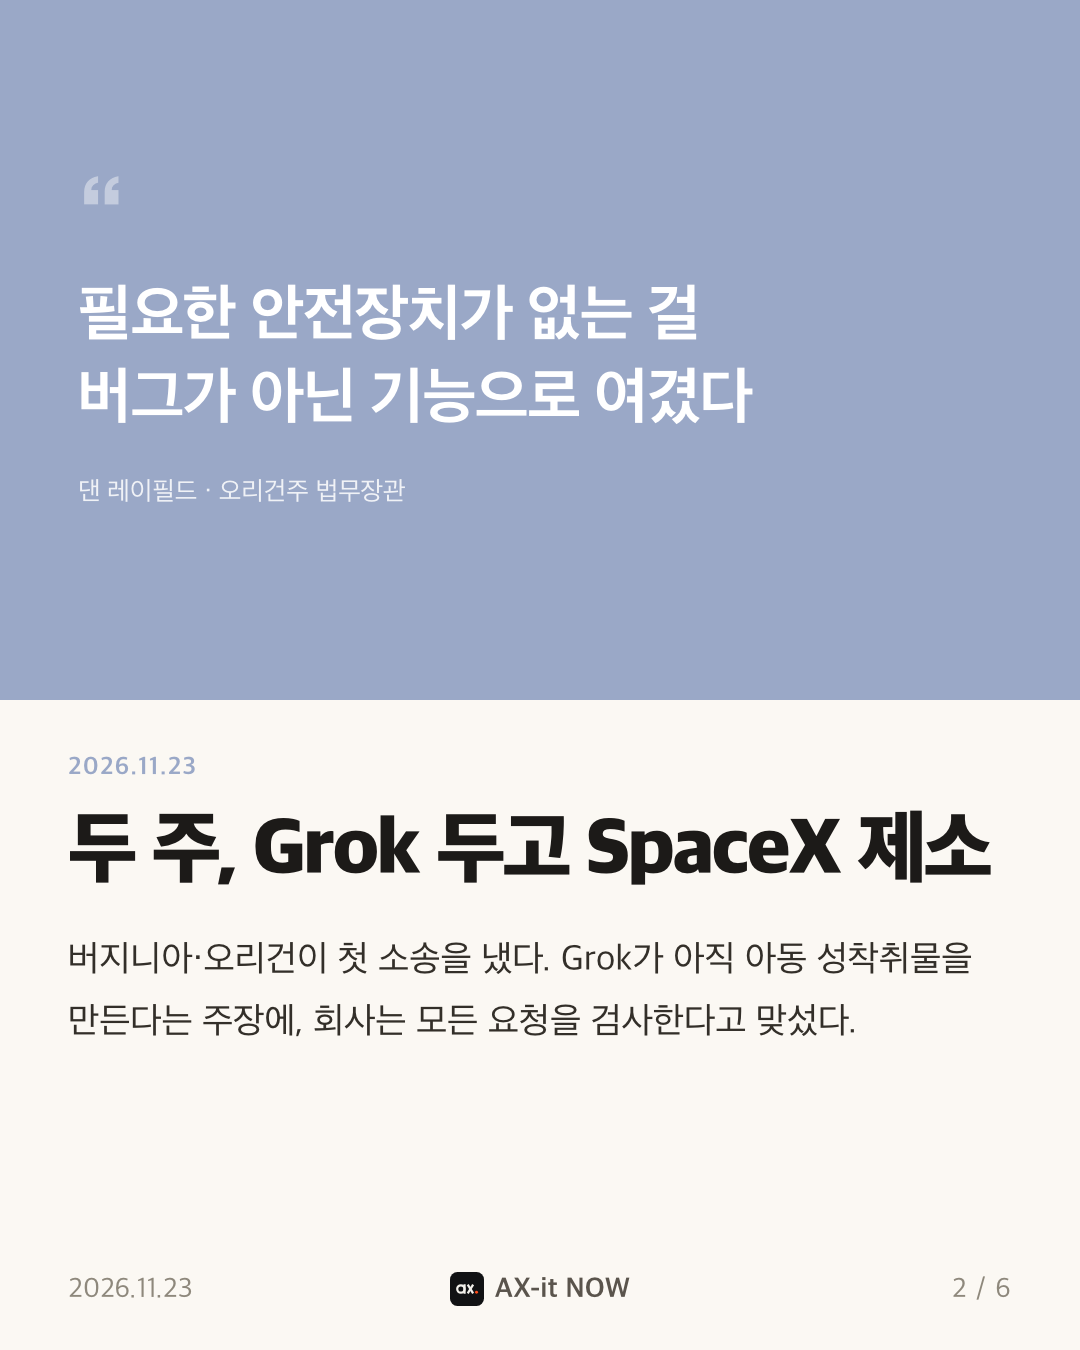 “
필요한 안전장치가 없는 걸
버그가 아닌 기능으로 여겼다
댄 레이필드 · 오리건주 법무장관
2026.11.23
두 주, Grok 두고 SpaceX 제소
버지니아·오리건이 첫 소송을 냈다. Grok가 아직 아동 성착취물을
만든다는 주장에, 회사는 모든 요청을 검사한다고 맞섰다.
2026.11.23
ax. AX-it NOW
2 / 6